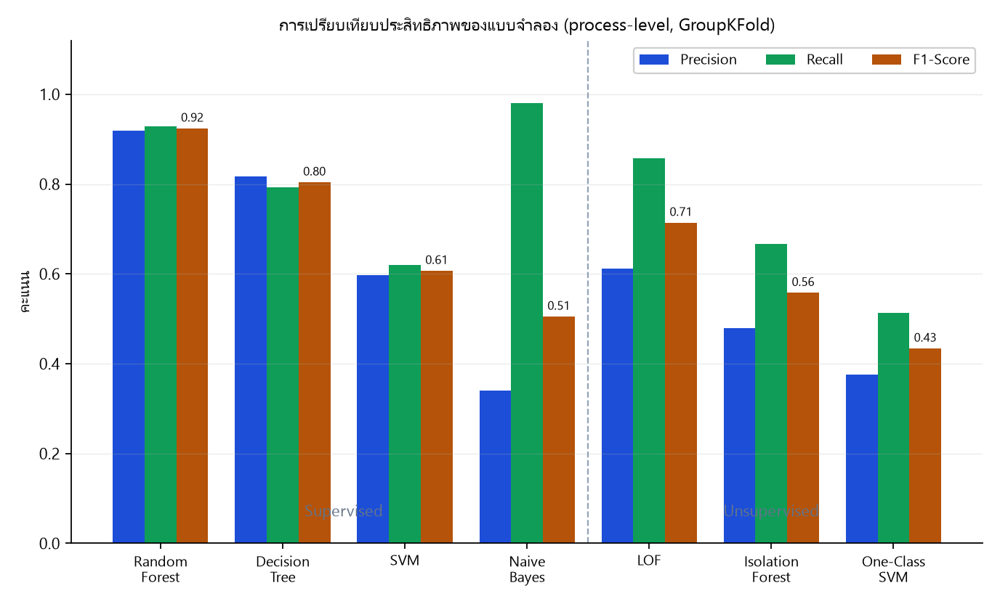 การเปรียบเทียบประสิทธิภาพของแบบจำลอง (process-level, GroupKFold)
Precision Recall F1-Score
คะแนน
1.0
0.8
0.6
0.4
0.2
0.0
0.92
0.80
0.61
0.51
0.71
0.56
0.43
Supervised
Unsupervised
Random
Forest
Decision
Tree
SVM
Naive
Bayes
LOF
Isolation
Forest
One-Class
SVM